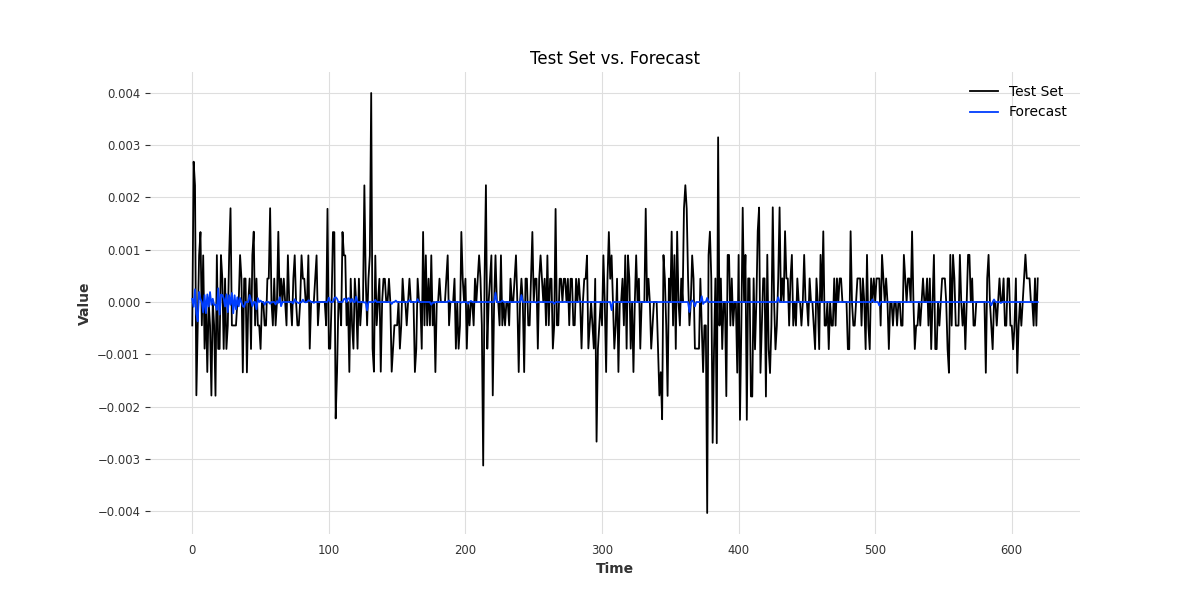 Test Set vs. Forecast
Test Set
Forecast
0.004
0.003
0.002
0.001
0.000
−0.001
−0.002
−0.003
−0.004
Value
0 100 200 300 400 500 600
Time